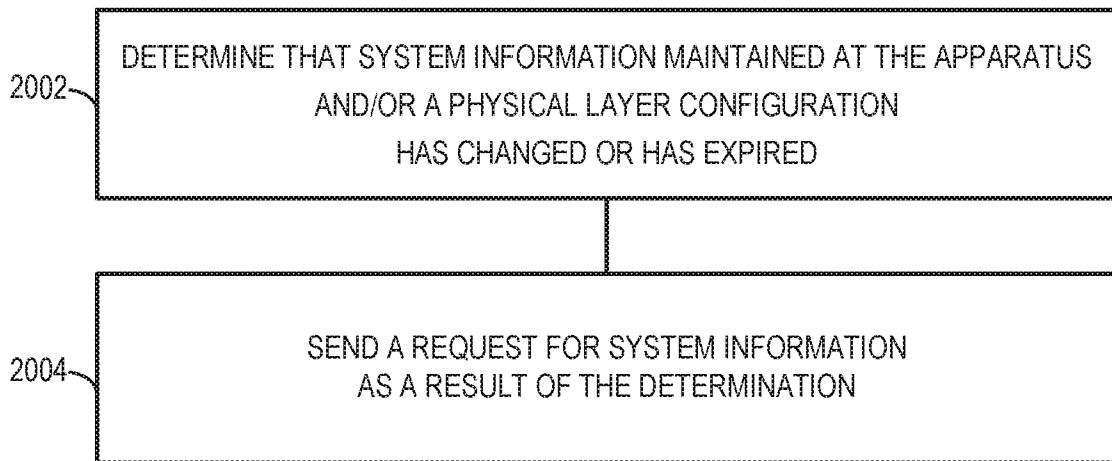 2002
DETERMINE THAT SYSTEM INFORMATION MAINTAINED AT THE APPARATUS
AND/OR A PHYSICAL LAYER CONFIGURATION
HAS CHANGED OR HAS EXPIRED
2004
SEND A REQUEST FOR SYSTEM INFORMATION
AS A RESULT OF THE DETERMINATION